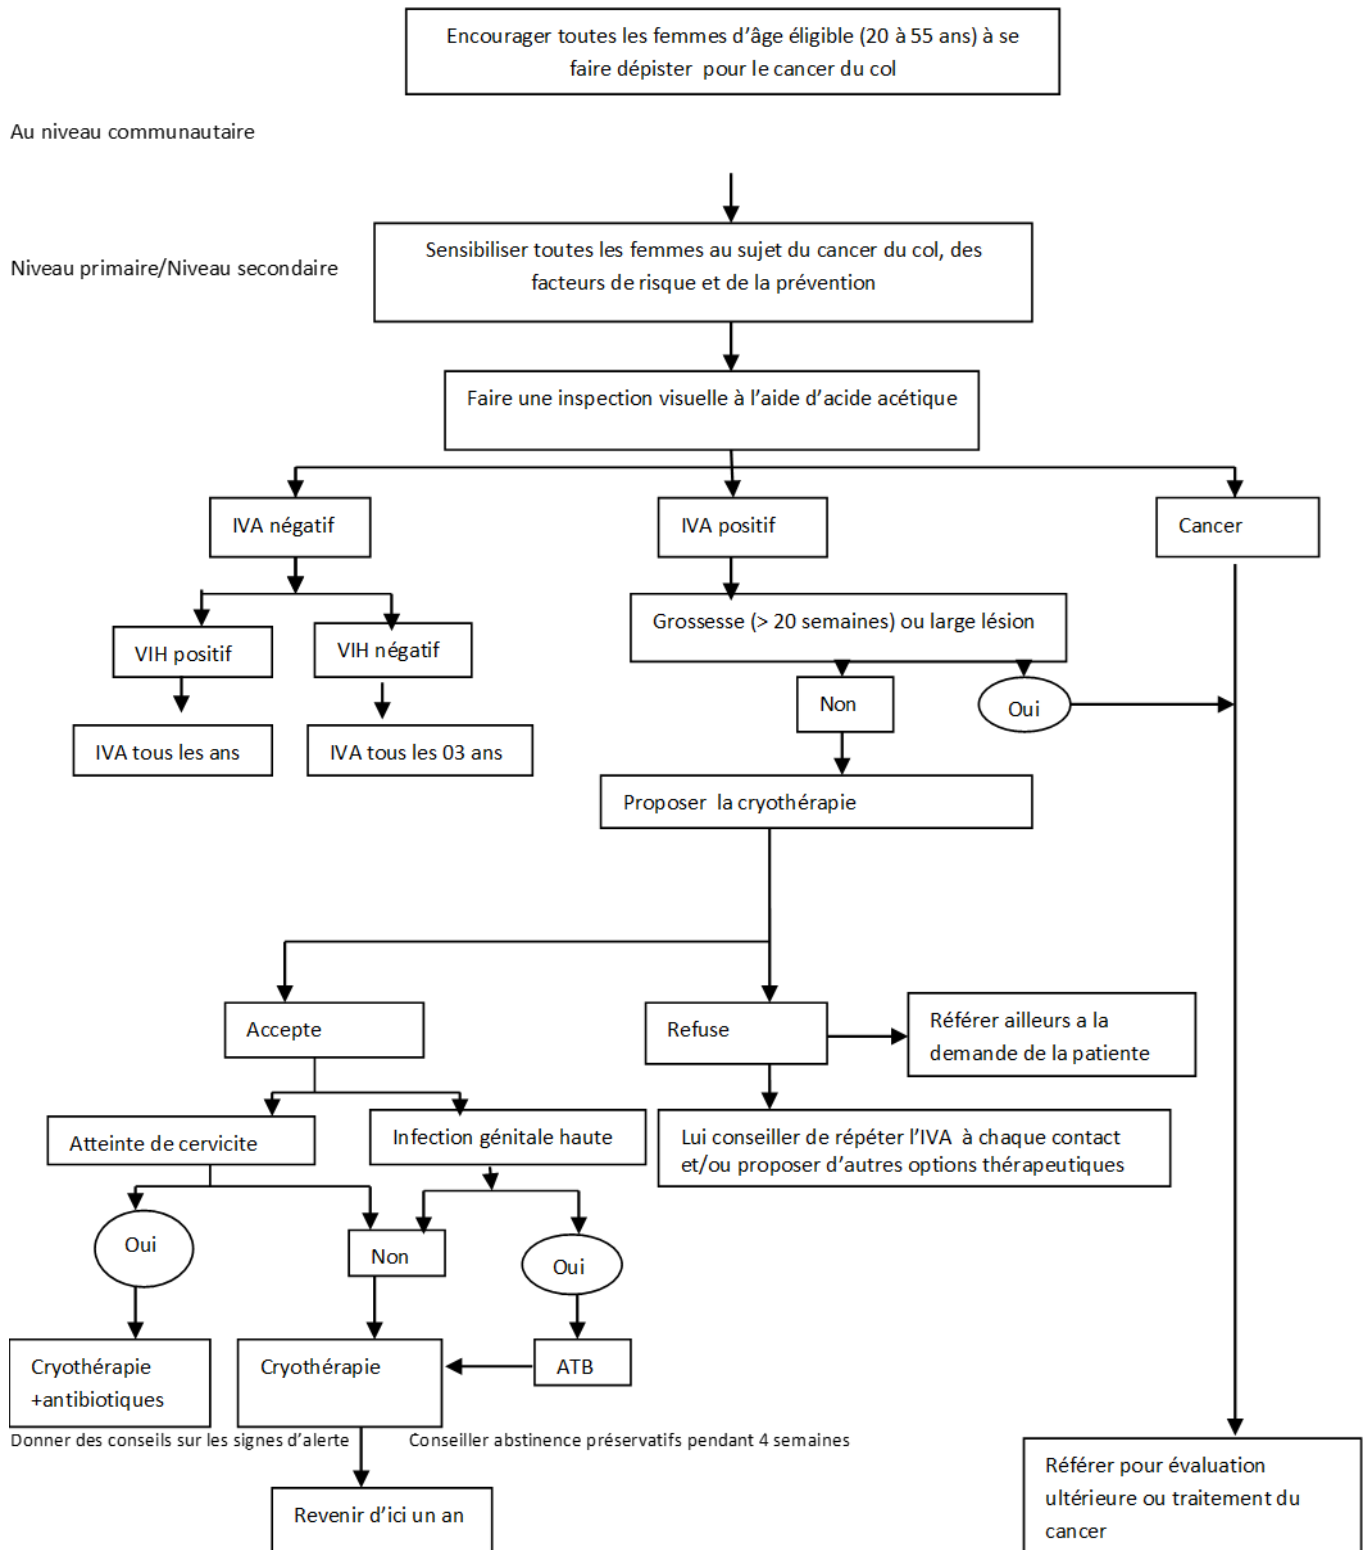 Encourager toutes les femmes d'âge éligible (20 à 55 ans) à se
faire dépister pour le cancer du col
Au niveau communautaire
Niveau primaire/Niveau secondaire
Sensibiliser toutes les femmes au sujet du cancer du col, des
facteurs de risque et de la prévention
Faire une inspection visuelle à l'aide d'acide acétique
IVA négatif
IVA positif
Cancer
Grossesse (> 20 semaines) ou large lésion
VIH positif
VIH négatif
Non
Oui
IVA tous les ans
IVA tous les 03 ans
Proposer la cryothérapie
Accepte
Refuse
Référer ailleurs a la
demande de la patiente
Atteinte de cervicite
Infection génitale haute
Lui conseiller de répéter l'IVA à chaque contact
et/ou proposer d'autres options thérapeutiques
Oui
Non
Oui
Cryothérapie
+antibiotiques
Cryothérapie
ATB
Donner des conseils sur les signes d'alerte
Conseiller abstinence préservatifs pendant 4 semaines
Revenir d'ici un an
Référer pour évaluation
ultérieure ou traitement du
cancer